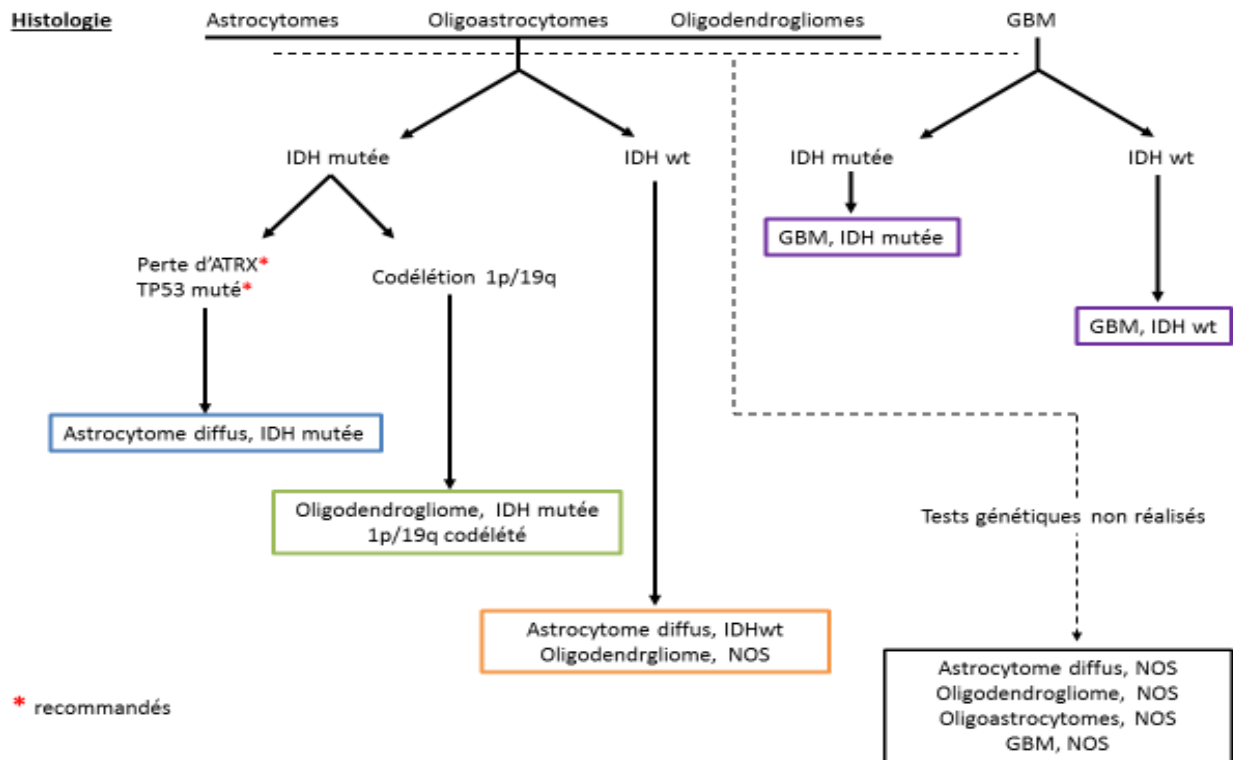 Histologie Astrocytomes Oligoastrocytomes Oligodendrogliomes GBM
IDH mutée IDH wt IDH mutée IDH wt
GBM, IDH mutée
Perte d'ATRX*
TP53 muté*
Codélétion 1p/19q
GBM, IDH wt
Astrocytome diffus, IDH mutée
Oligodendrogliome, IDH mutée
1p/19q codélété
Tests génétiques non réalisés
Astrocytome diffus, IDHwt
Oligodendrgliome, NOS
Astrocytome diffus, NOS
Oligodendrogliome, NOS
Oligoastrocytomes, NOS
GBM, NOS
* recommandés